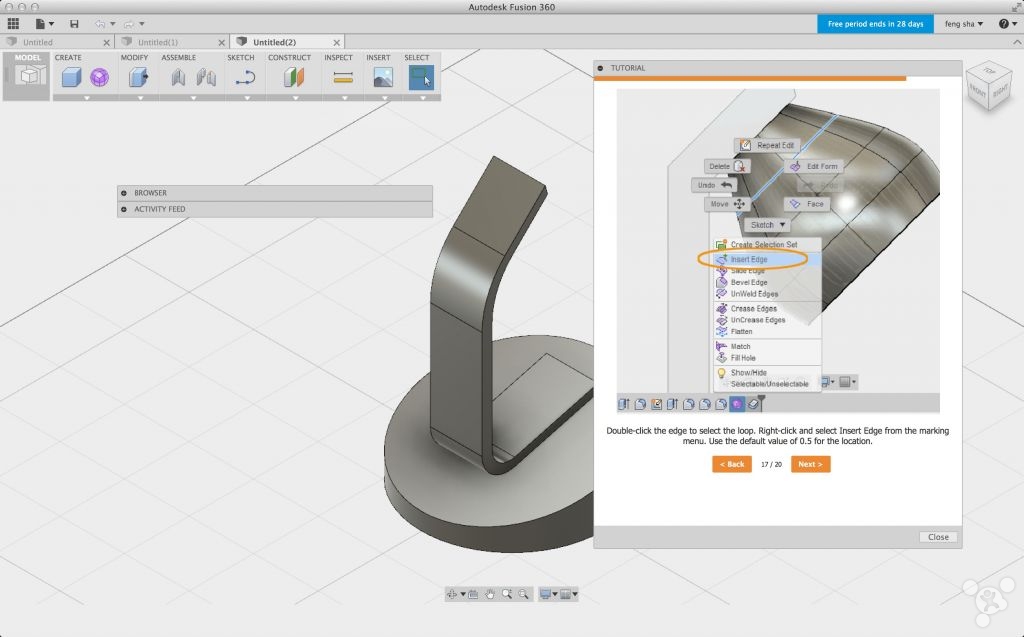 Autodesk Fusion 360
Free period ends in 28 days
feng sha
Untitled
Untitled(1)
Untitled(2)
MODEL
CREATE
MODIFY
ASSEMBLE
SKETCH
CONSTRUCT
INSPECT
INSERT
SELECT
BROWSER
ACTIVITY FEED
TUTORIAL
TOP
FRONT
RIGHT
Repeat Edit
Delete
Edit Form
Undo
Redo
Move
Face
Sketch
Create Selection Set
Insert Edge
Slide Edge
Bevel Edge
UnWeld Edges
Crease Edges
UnCrease Edges
Flatten
Match
Fill Hole
Show/Hide
Selectable/Unselectable
Double-click the edge to select the loop. Right-click and select Insert Edge from the marking
menu. Use the default value of 0.5 for the location.
< Back
17 / 20
Next >
Close